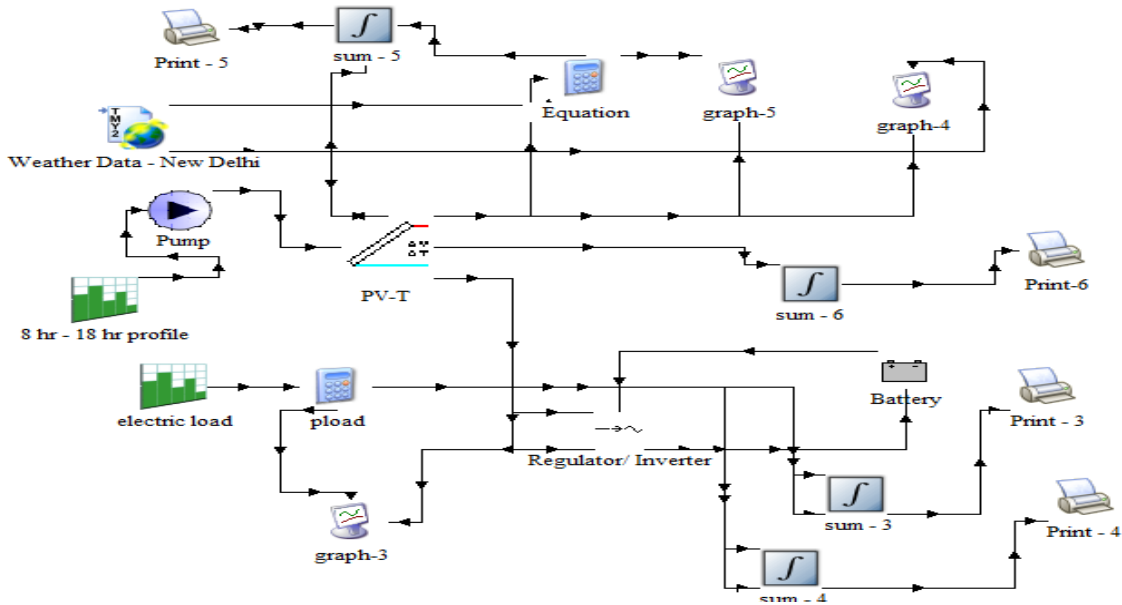 Print - 5
sum - 5
Equation
graph-5
graph-4
TMY2
Weather Data - New Delhi
Pump
PV-T
sum - 6
Print-6
8 hr - 18 hr profile
electric load
pload
Battery
Print - 3
Regulator/ Inverter
sum - 3
Print - 4
graph-3
sum - 4